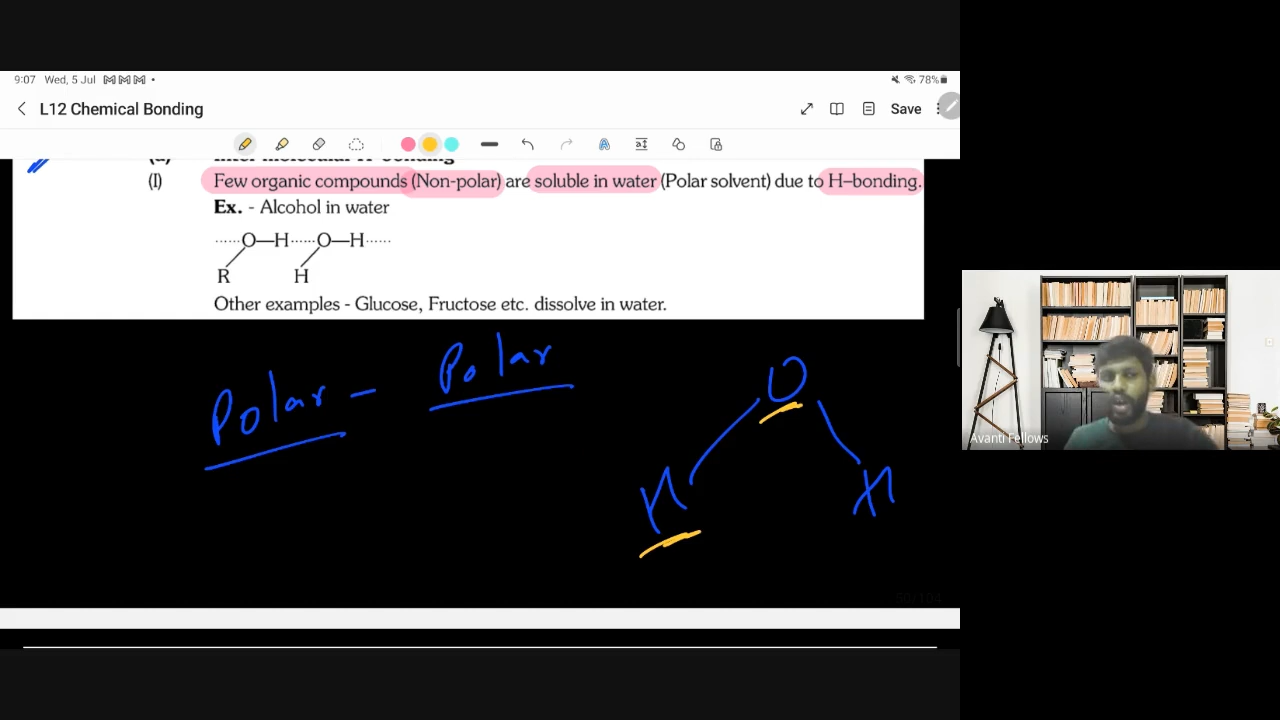 9:07 Wed, 5 Jul
78%
L12 Chemical Bonding
Save
(I) Few organic compounds (Non-polar) are soluble in water (Polar solvent) due to H–bonding.
Ex. - Alcohol in water
......O—H......O—H......
R H
Other examples - Glucose, Fructose etc. dissolve in water.
Polar - Polar
O
H H
Avanti Fellows